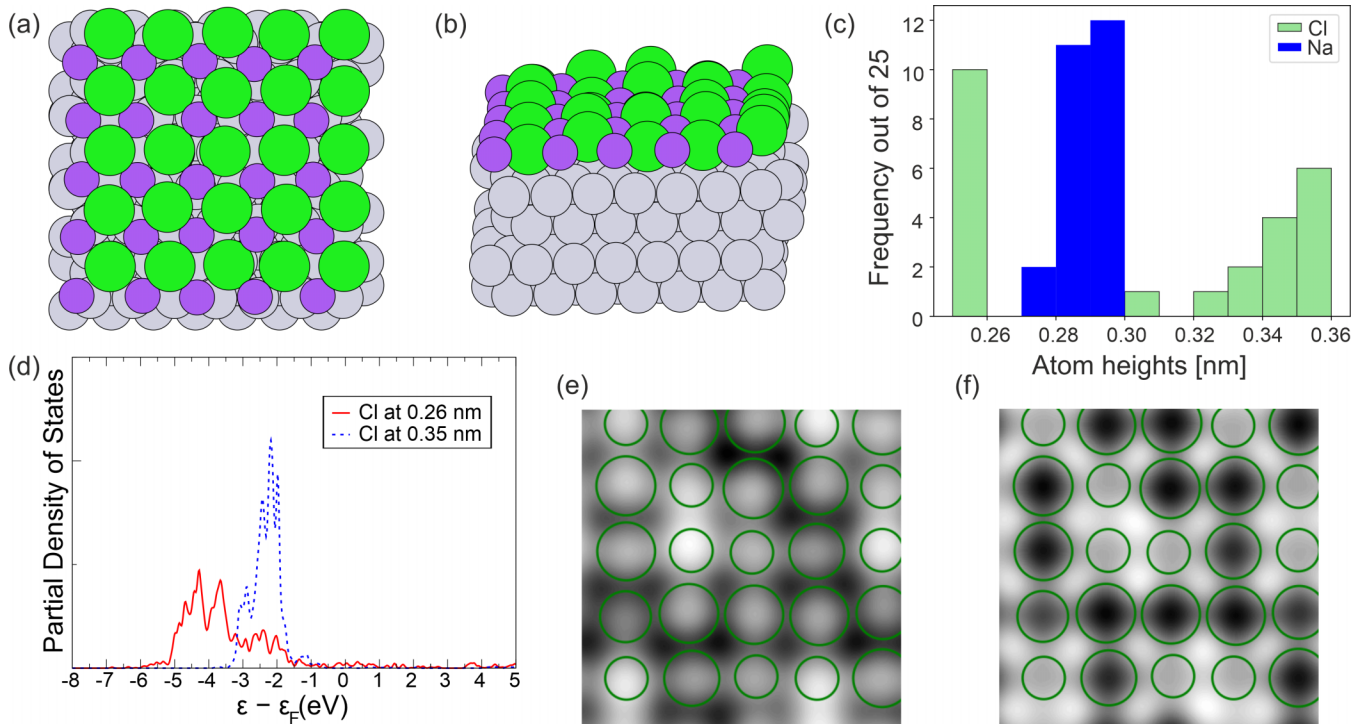 (a)
(b)
(c)
Frequency out of 25
12
10
8
6
4
2
0
Cl
Na
0.26 0.28 0.30 0.32 0.34 0.36
Atom heights [nm]
(d)
Partial Density of States
Cl at 0.26 nm
Cl at 0.35 nm
-8 -7 -6 -5 -4 -3 -2 -1 0 1 2 3 4 5
ε − εF(eV)
(e)
(f)